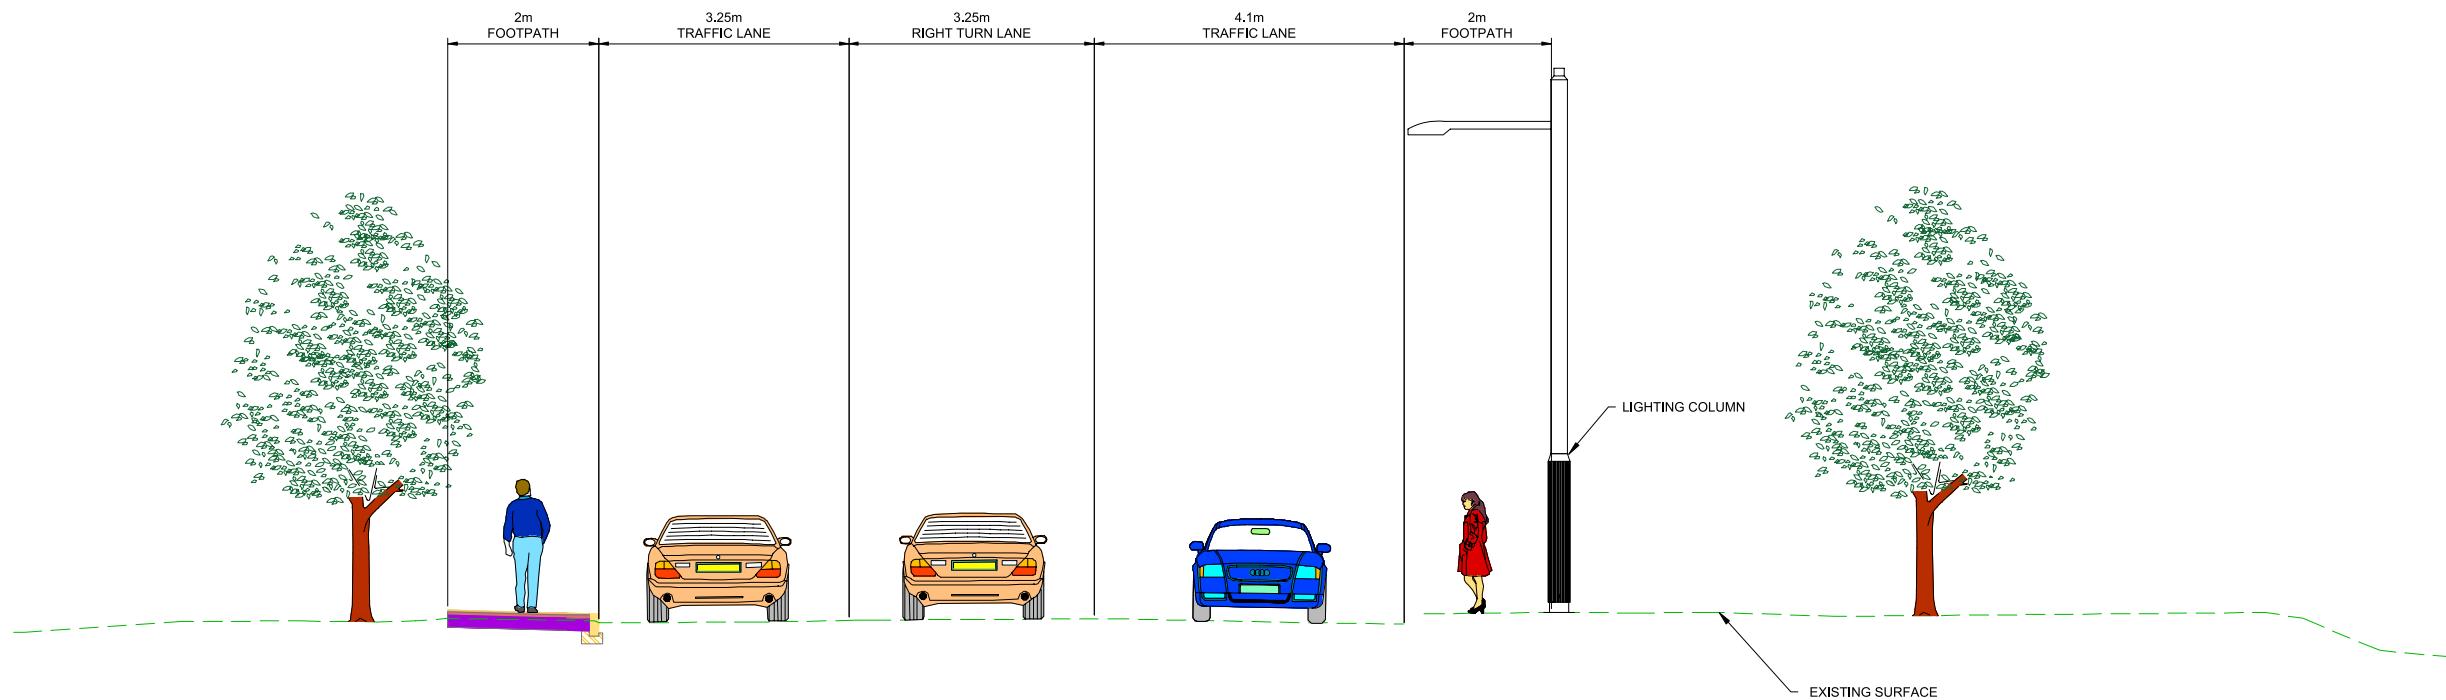 2m
FOOTPATH
3.25m
TRAFFIC LANE
3.25m
RIGHT TURN LANE
4.1m
TRAFFIC LANE
2m
FOOTPATH
LIGHTING COLUMN
EXISTING SURFACE